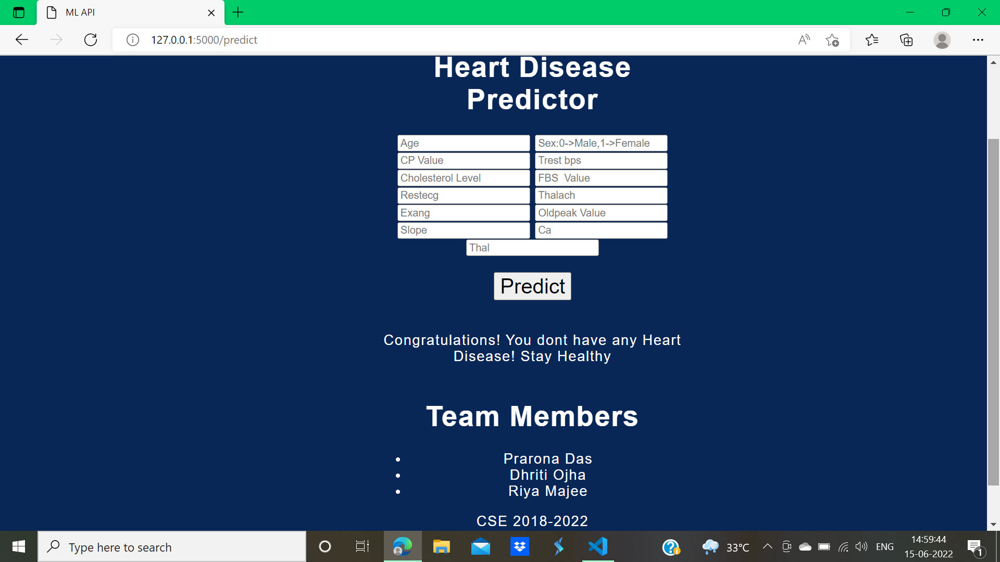 ML API
127.0.0.1:5000/predict
Heart Disease
Predictor
Age
Sex:0->Male,1->Female
CP Value
Trest bps
Cholesterol Level
FBS  Value
Restecg
Thalach
Exang
Oldpeak Value
Slope
Ca
Thal
Predict
Congratulations! You dont have any Heart
Disease! Stay Healthy
Team Members
Prarona Das
Dhriti Ojha
Riya Majee
CSE 2018-2022
Type here to search
33°C
ENG
14:59:44
15-06-2022
1